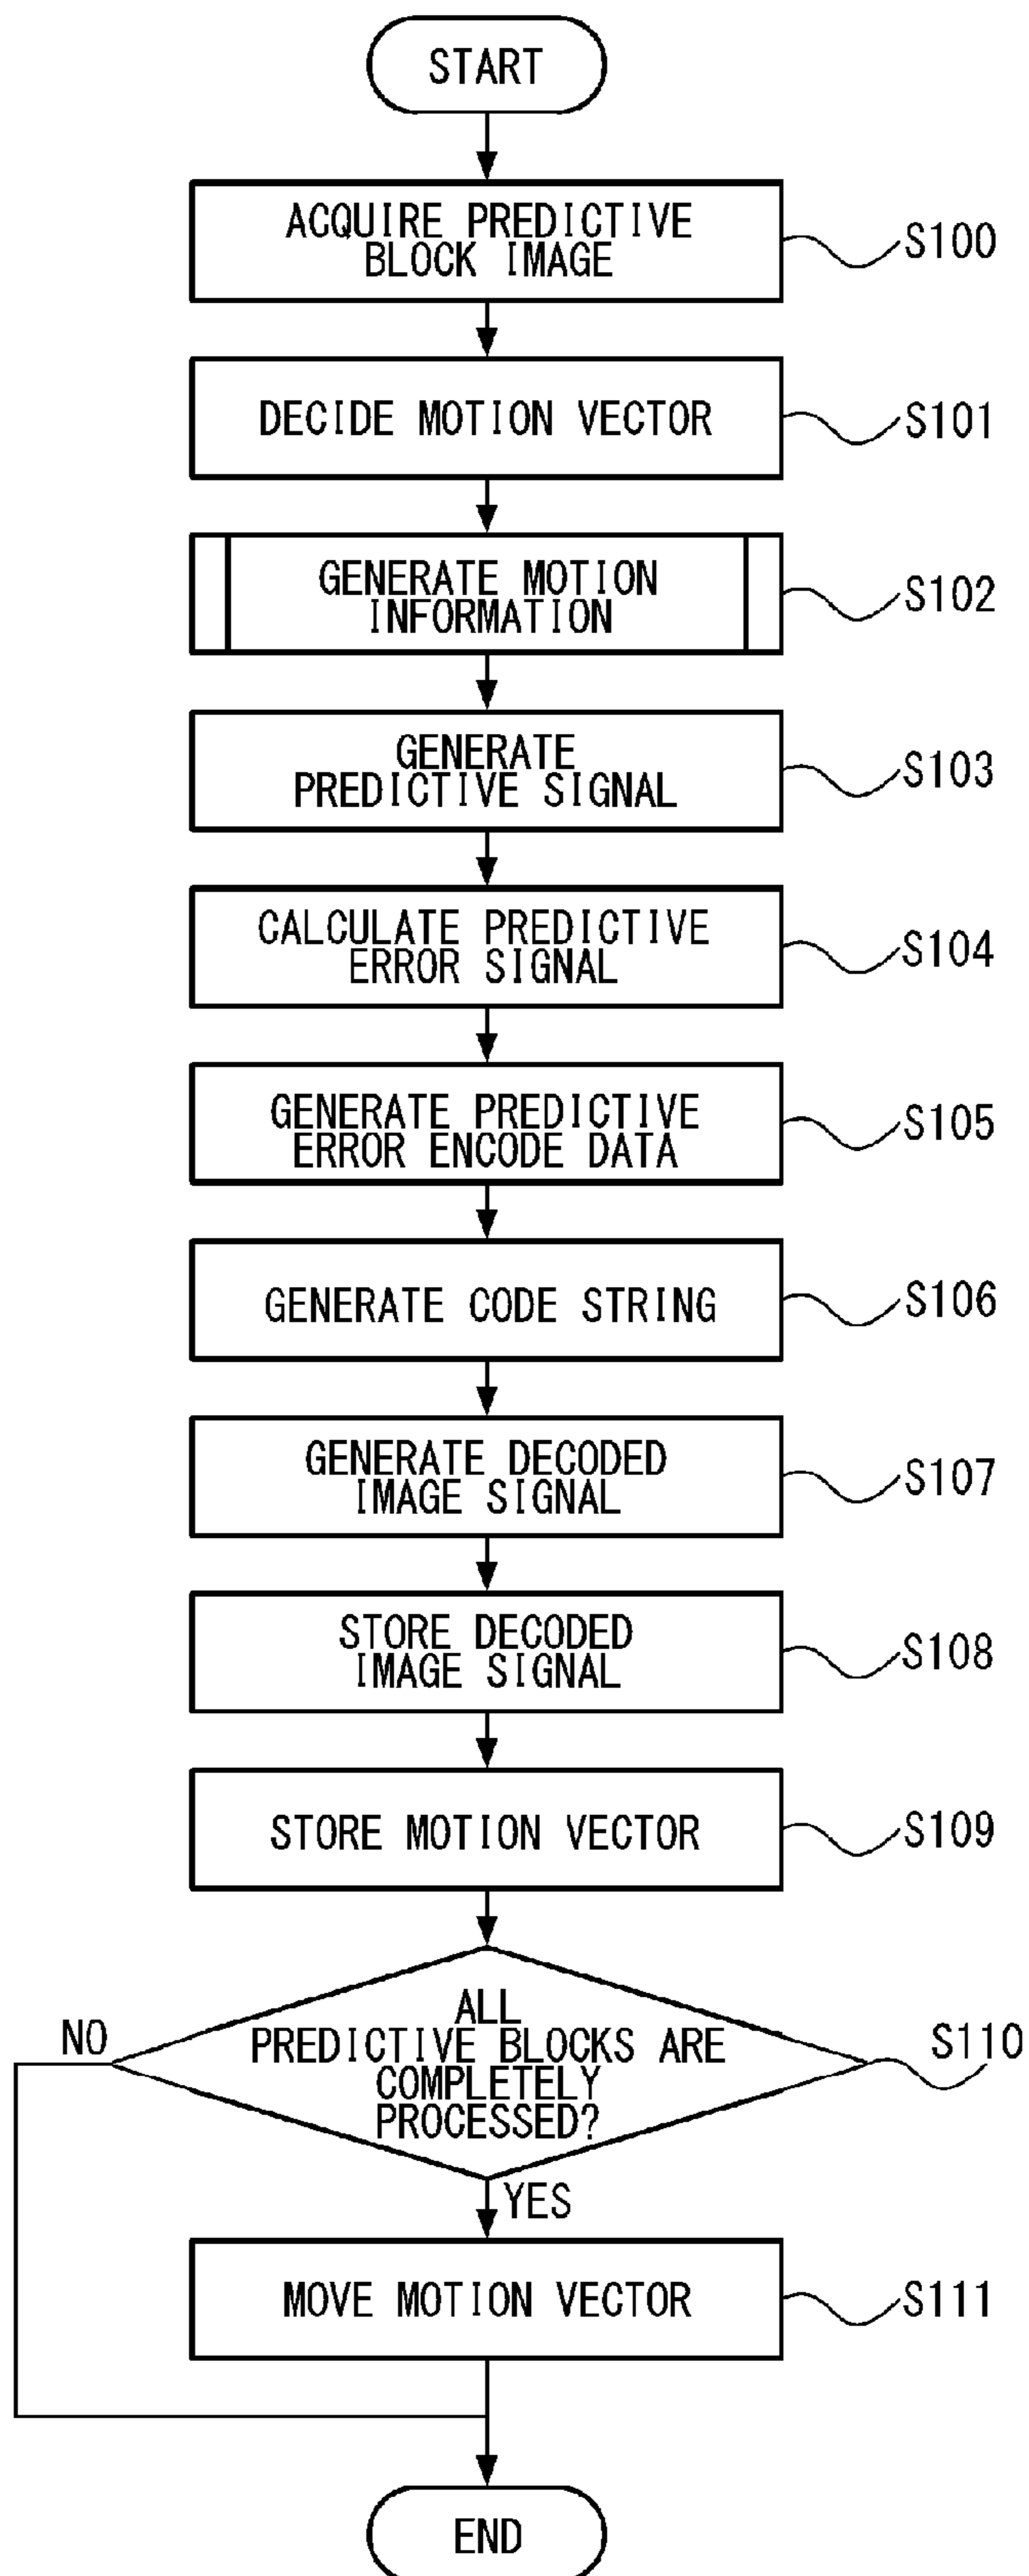 START
ACQUIRE PREDICTIVE
BLOCK IMAGE
S100
DECIDE MOTION VECTOR
S101
GENERATE MOTION
INFORMATION
S102
GENERATE
PREDICTIVE SIGNAL
S103
CALCULATE PREDICTIVE
ERROR SIGNAL
S104
GENERATE PREDICTIVE
ERROR ENCODE DATA
S105
GENERATE CODE STRING
S106
GENERATE DECODED
IMAGE SIGNAL
S107
STORE DECODED
IMAGE SIGNAL
S108
STORE MOTION VECTOR
S109
ALL
PREDICTIVE BLOCKS ARE
COMPLETELY
PROCESSED?
NO
S110
YES
MOVE MOTION VECTOR
S111
END